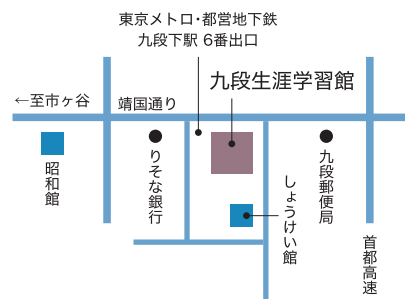 東京メトロ・都営地下鉄
九段下駅 6番出口
九段生涯学習館
←至市ヶ谷
靖国通り
昭和館
りそな銀行
しょうけい館
九段郵便局
首都高速